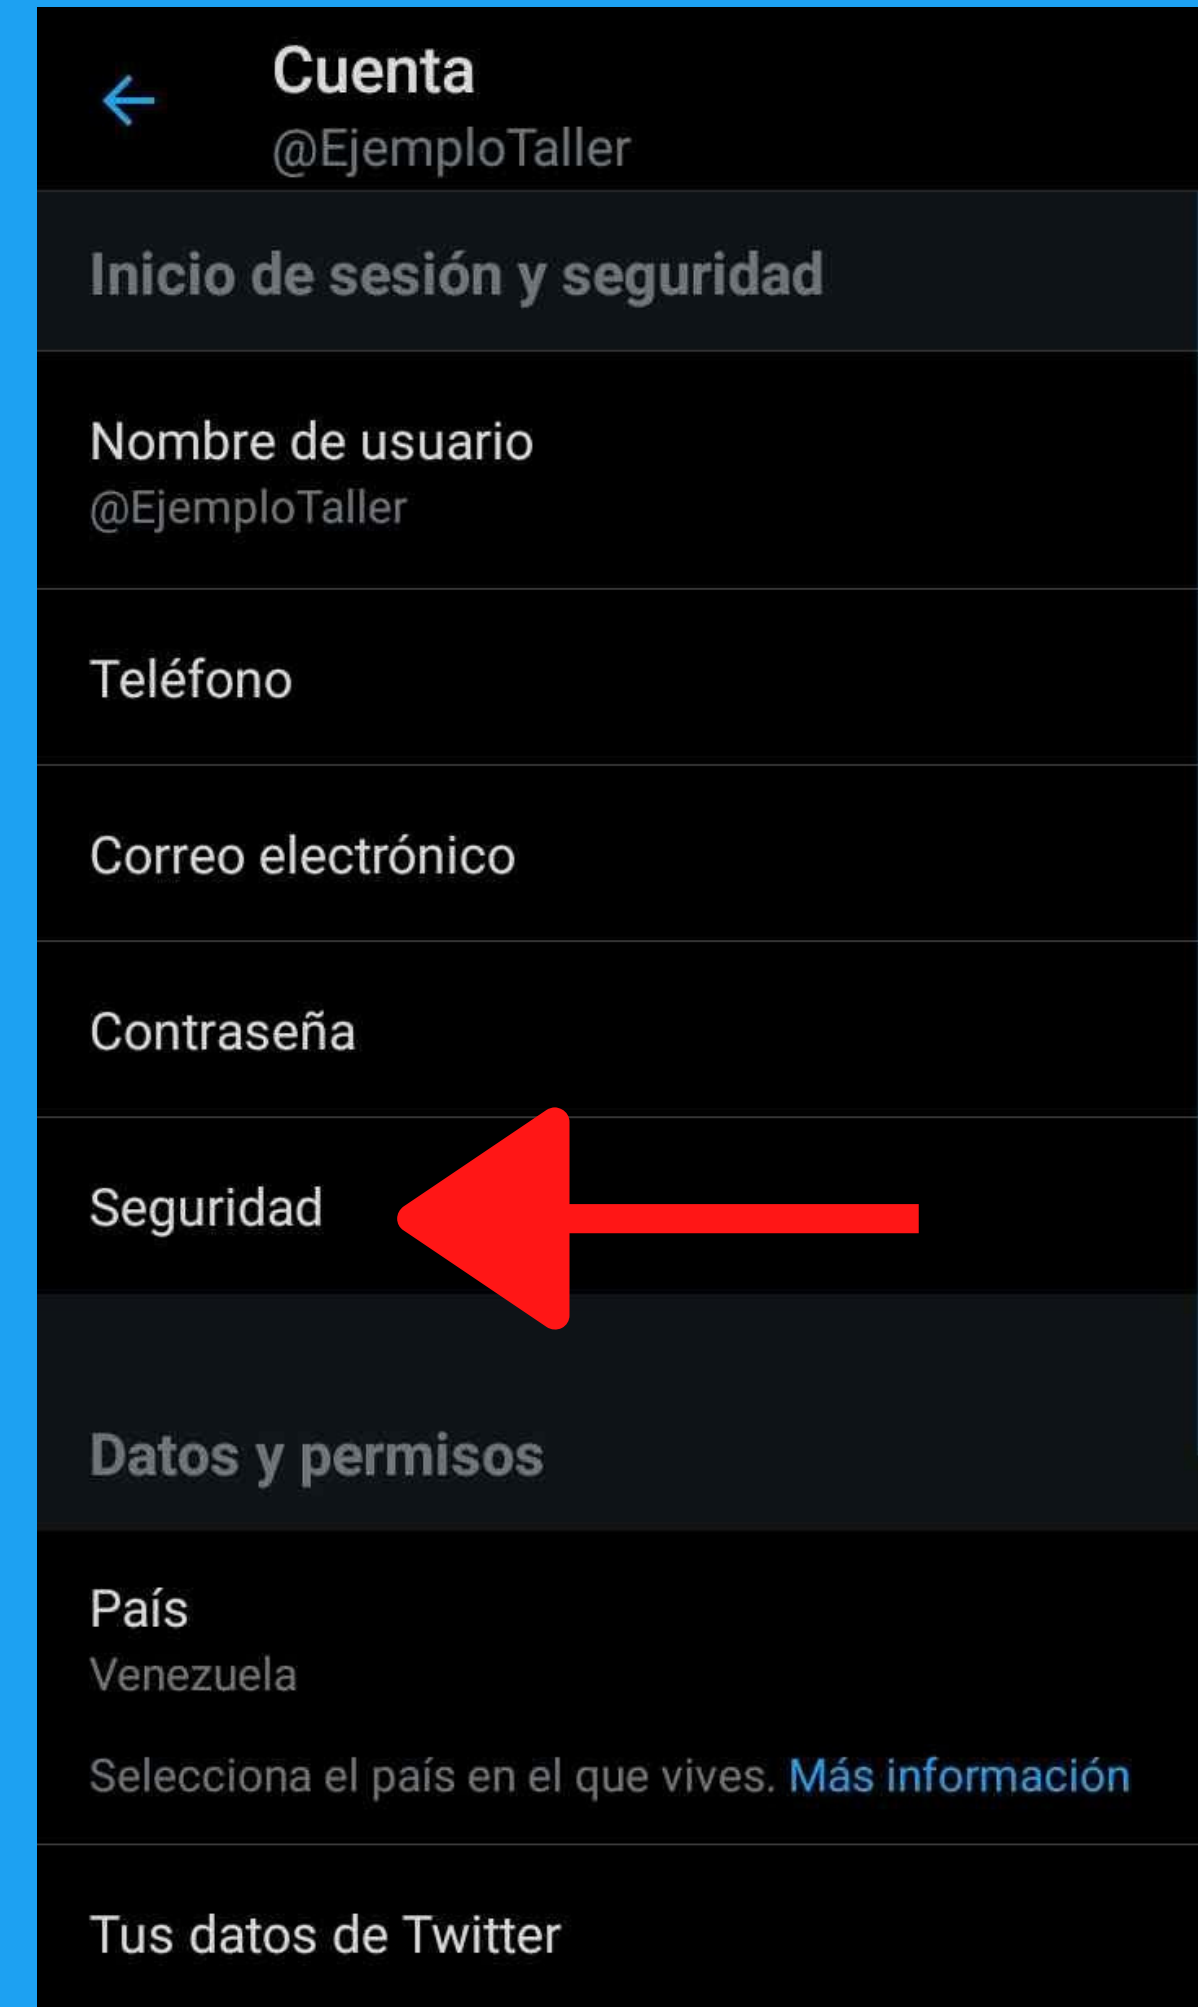 Cuenta
@EjemploTaller
Inicio de sesión y seguridad
Nombre de usuario
@EjemploTaller
Teléfono
Correo electrónico
Contraseña
Seguridad
Datos y permisos
País
Venezuela
Selecciona el país en el que vives. Más información
Tus datos de Twitter